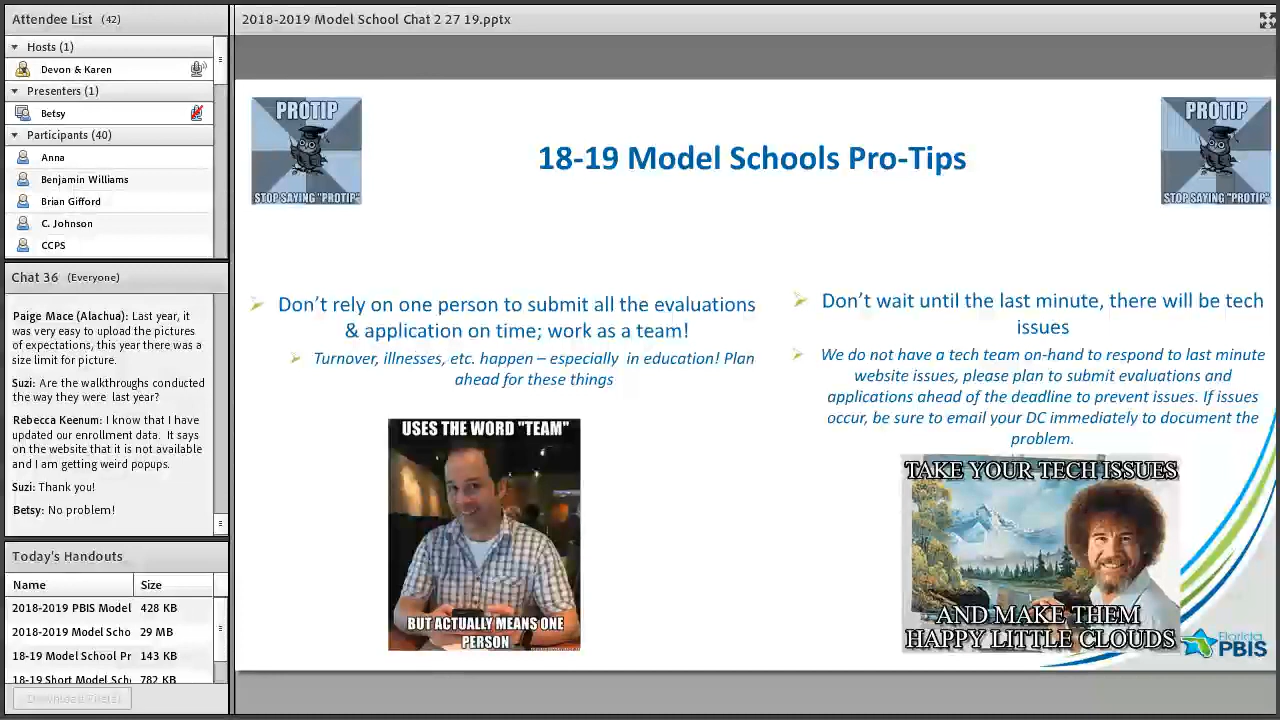 Attendee List (42)
Hosts (1)
Devon & Karen
Presenters (1)
Betsy
Participants (40)
Anna
Benjamin Williams
Brian Gifford
C. Johnson
CCPS
Chat 36 (Everyone)
Paige Mace (Alachua): Last year, it
was very easy to upload the pictures
of expectations, this year there was a
size limit for picture.
Suzi: Are the walkthroughs conducted
the way they were last year?
Rebecca Keenum: I know that I have
updated our enrollment data. It says
on the website that it is not available
and I am getting weird popups.
Suzi: Thank you!
Betsy: No problem!
Today's Handouts
Name Size
2018-2019 PBIS Model 428 KB
2018-2019 Model Scho 29 MB
18-19 Model School Pr 143 KB
18-19 Short Model Sch 782 KB
Download File(s)
2018-2019 Model School Chat 2 27 19.pptx
PROTIP
STOP SAYING "PROTIP"
18-19 Model Schools Pro-Tips
PROTIP
STOP SAYING "PROTIP"
Don't rely on one person to submit all the evaluations
& application on time; work as a team!
Turnover, illnesses, etc. happen – especially in education! Plan
ahead for these things
USES THE WORD "TEAM"
BUT ACTUALLY MEANS ONE
PERSON
Don't wait until the last minute, there will be tech
issues
We do not have a tech team on-hand to respond to last minute
website issues, please plan to submit evaluations and
applications ahead of the deadline to prevent issues. If issues
occur, be sure to email your DC immediately to document the
problem.
TAKE YOUR TECH ISSUES
AND MAKE THEM
HAPPY LITTLE CLOUDS
Florida
PBIS